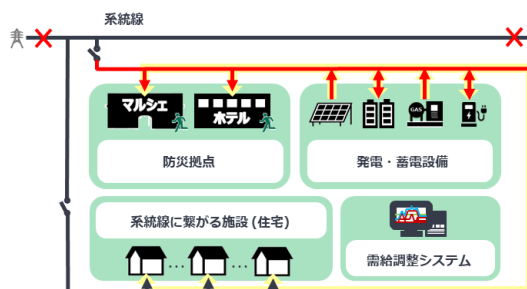 系統線
マルシェ
ホテル
GAS
防災拠点
発電・蓄電設備
系統線に繋がる施設(住宅)
… …
需給調整システム